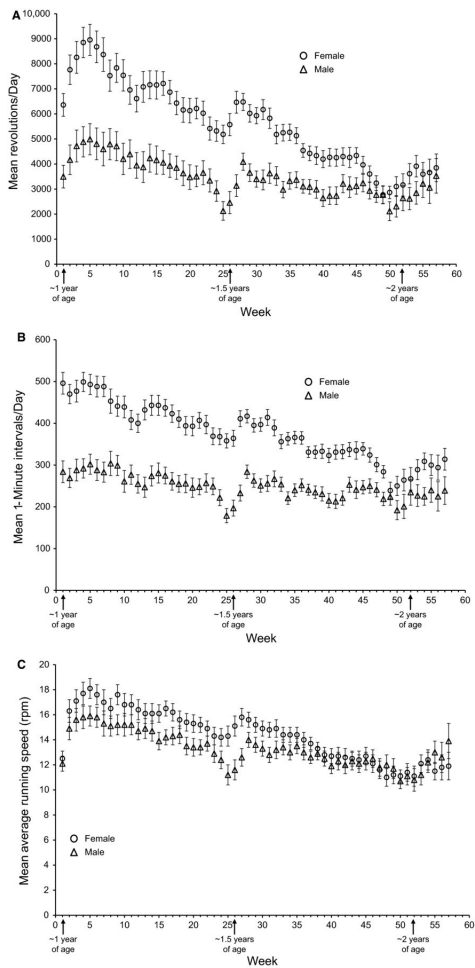 A
10,000
9000
8000
7000
6000
5000
4000
3000
2000
1000
0
Mean revolutions/Day
Female
Male
0 5 10 15 20 25 30 35 40 45 50 55 60
~1 year
of age
~1.5 years
of age
~2 years
of age
Week
B
600
500
400
300
200
100
0
Mean 1- Minute intervals/Day
Female
Male
0 5 10 15 20 25 30 35 40 45 50 55 60
~1 year
of age
~1.5 years
of age
~2 years
of age
Week
C
20
18
16
14
12
10
8
6
4
2
0
Mean average running speed (rpm)
Female
Male
0 5 10 15 20 25 30 35 40 45 50 55 60
~1 year
of age
~1.5 years
of age
~2 years
of age
Week